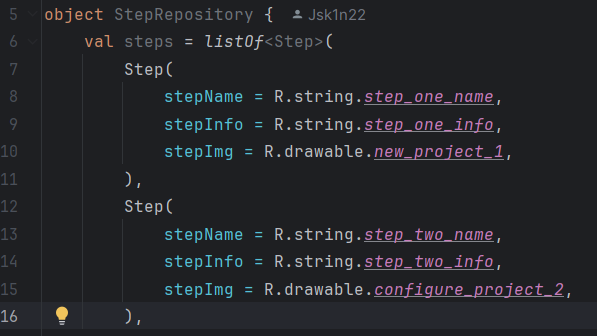 5 object StepRepository { Jsk1n22
6 val steps = listOf<Step>(
7 Step(
8 stepName = R.string.step_one_name,
9 stepInfo = R.string.step_one_info,
10 stepImg = R.drawable.new_project_1,
11 ),
12 Step(
13 stepName = R.string.step_two_name,
14 stepInfo = R.string.step_two_info,
15 stepImg = R.drawable.configure_project_2,
16 ),